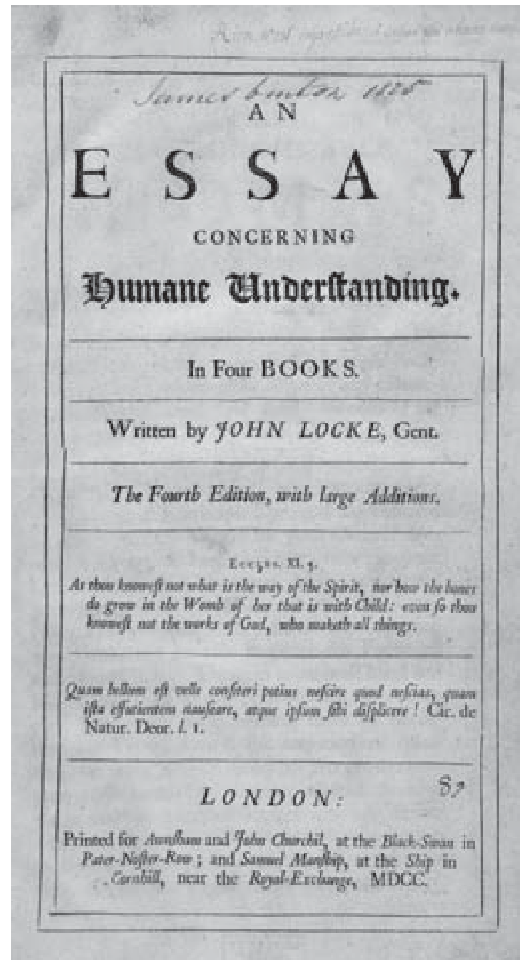 James 1825
AN
ESSAY
CONCERNING
Humane Underſtanding.
In Four BOOKS.
Written by JOHN LOCKE, Gent.
The Fourth Edition, with large Additions.
Eccles. XI. 5.
As thou knoweſt not what is the way of the Spirit, nor how the bones
do grow in the Womb of her that is with Child: even ſo thou
knoweſt not the works of God, who maketh all things.
Quam bellum eſt velle confiteri potius neſcire quod neſcias, quam
iſta effutientem nauſeare, atque ipſum ſibi diſplicere! Cic. de
Natur. Deor. l. 1.
LONDON:
Printed for Awnſham and John Churchil, at the Black-Swan in
Pater-Noſter-Row; and Samuel Manſhip, at the Ship in
Cornhill, near the Royal-Exchange, MDCC.